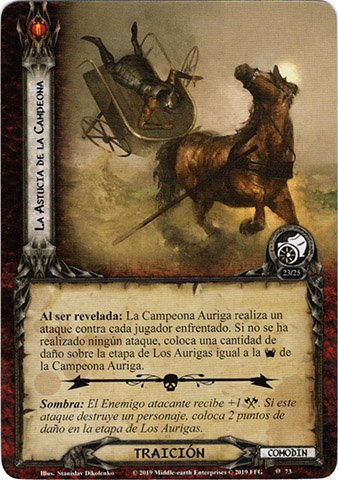 La Astucia de la Campeona
23/25
Al ser revelada: La Campeona Auriga realiza un
ataque contra cada jugador enfrentado. Si no se ha
realizado ningún ataque, coloca una cantidad de
daño sobre la etapa de Los Aurigas igual a la de
la Campeona Auriga.
Sombra: El Enemigo atacante recibe +1 . Si este
ataque destruye un personaje, coloca 2 puntos de
daño en la etapa de Los Aurigas.
TRAICIÓN
COMODÍN
Illus. Stanislav Dikolenko
© 2019 Middle-earth Enterprises © 2019 FFG
73